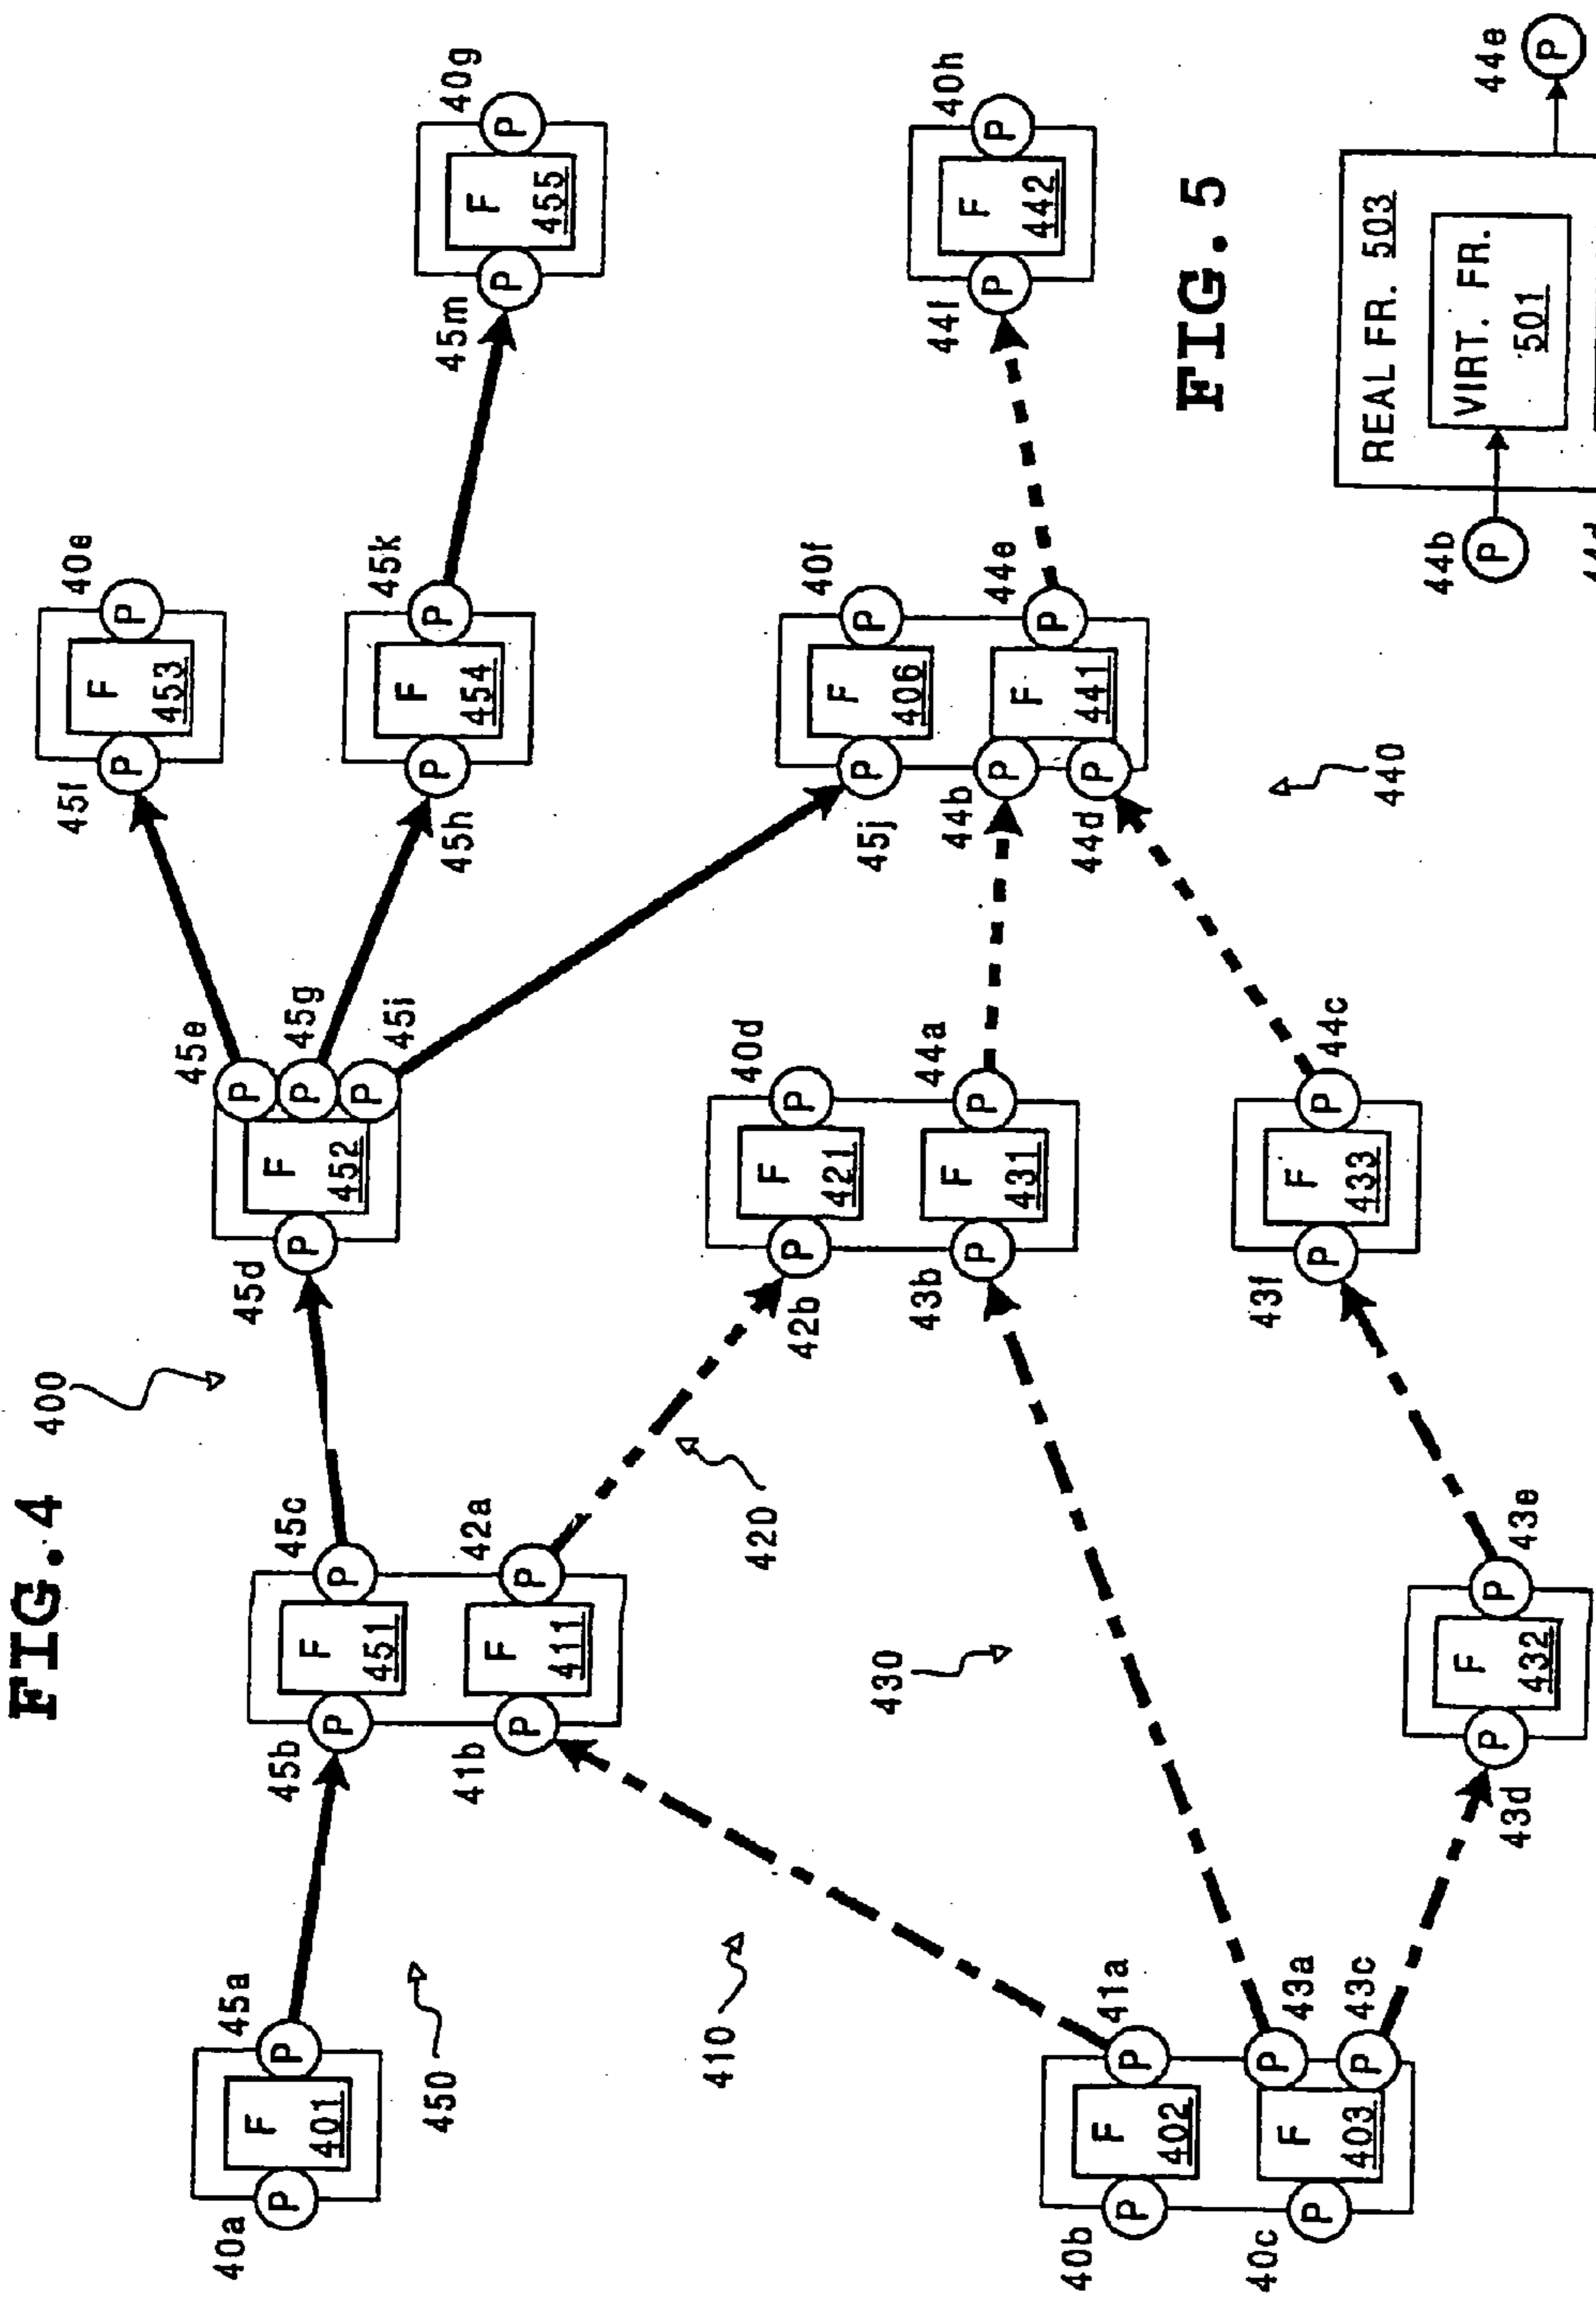 FIG. 4
400
40a
F
401
P
P
45a
450
45b
P
F
451
P
45c
41b
P
F
411
P
42a
45d
P
F
452
P
P
P
45e
45g
45i
45f
P
F
453
P
40e
45h
P
F
454
P
45k
45m
P
F
455
P
40g
410
420
42b
P
F
421
P
40d
43b
P
F
431
P
44a
45j
P
F
406
P
40f
44b
P
44d
P
F
441
P
44e
44f
P
F
442
P
40h
430
40b
P
F
402
P
41a
40c
P
F
403
P
P
43a
43c
43d
P
F
432
P
43e
43f
P
F
433
P
44c
440
FIG. 5
REAL FR. 503
VIRT. FR.
501
44b
P
44e
P